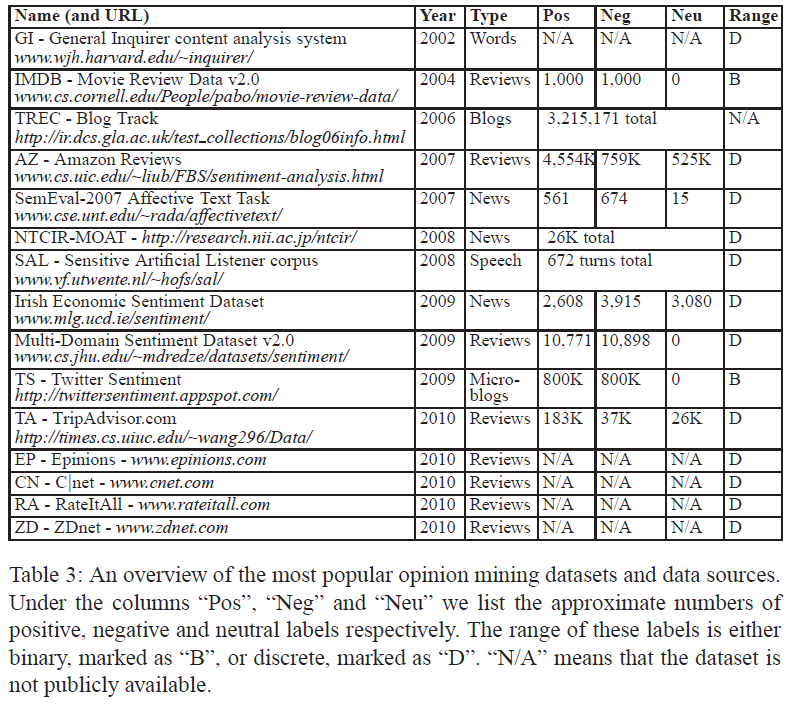 Name (and URL) Year Type Pos Neg Neu Range
GI - General Inquirer content analysis system 2002 Words N/A N/A N/A D
www.wjh.harvard.edu/~inquirer/
IMDB - Movie Review Data v2.0 2004 Reviews 1,000 1,000 0 B
www.cs.cornell.edu/People/pabo/movie-review-data/
TREC - Blog Track 2006 Blogs 3,215,171 total N/A
http://ir.dcs.gla.ac.uk/test_collections/blog06info.html
AZ - Amazon Reviews 2007 Reviews 4,554K 759K 525K D
www.cs.uic.edu/~liub/FBS/sentiment-analysis.html
SemEval-2007 Affective Text Task 2007 News 561 674 15 D
www.cse.unt.edu/~rada/affectivetext/
NTCIR-MOAT - http://research.nii.ac.jp/ntcir/ 2008 News 26K total D
SAL - Sensitive Artificial Listener corpus 2008 Speech 672 turns total D
www.vf.utwente.nl/~hofs/sal/
Irish Economic Sentiment Dataset 2009 News 2,608 3,915 3,080 D
www.mlg.ucd.ie/sentiment/
Multi-Domain Sentiment Dataset v2.0 2009 Reviews 10,771 10,898 0 D
www.cs.jhu.edu/~mdredze/datasets/sentiment/
TS - Twitter Sentiment 2009 Micro- 800K 800K 0 B
http://twittersentiment.appspot.com/ blogs
TA - TripAdvisor.com 2010 Reviews 183K 37K 26K D
http://times.cs.uiuc.edu/~wang296/Data/
EP - Epinions - www.epinions.com 2010 Reviews N/A N/A N/A D
CN - C|net - www.cnet.com 2010 Reviews N/A N/A N/A D
RA - RateItAll - www.rateitall.com 2010 Reviews N/A N/A N/A D
ZD - ZDnet - www.zdnet.com 2010 Reviews N/A N/A N/A D
Table 3: An overview of the most popular opinion mining datasets and data sources.
Under the columns “Pos”, “Neg” and “Neu” we list the approximate numbers of
positive, negative and neutral labels respectively. The range of these labels is either
binary, marked as “B”, or discrete, marked as “D”. “N/A” means that the dataset is
not publicly available.